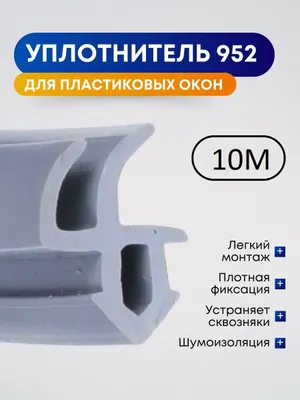 УПЛОТНИТЕЛЬ 952
ДЛЯ ПЛАСТИКОВЫХ ОКОН
10М
Легкий
монтаж
Плотная
фиксация
Устраняет
сквозняки
Шумоизоляция